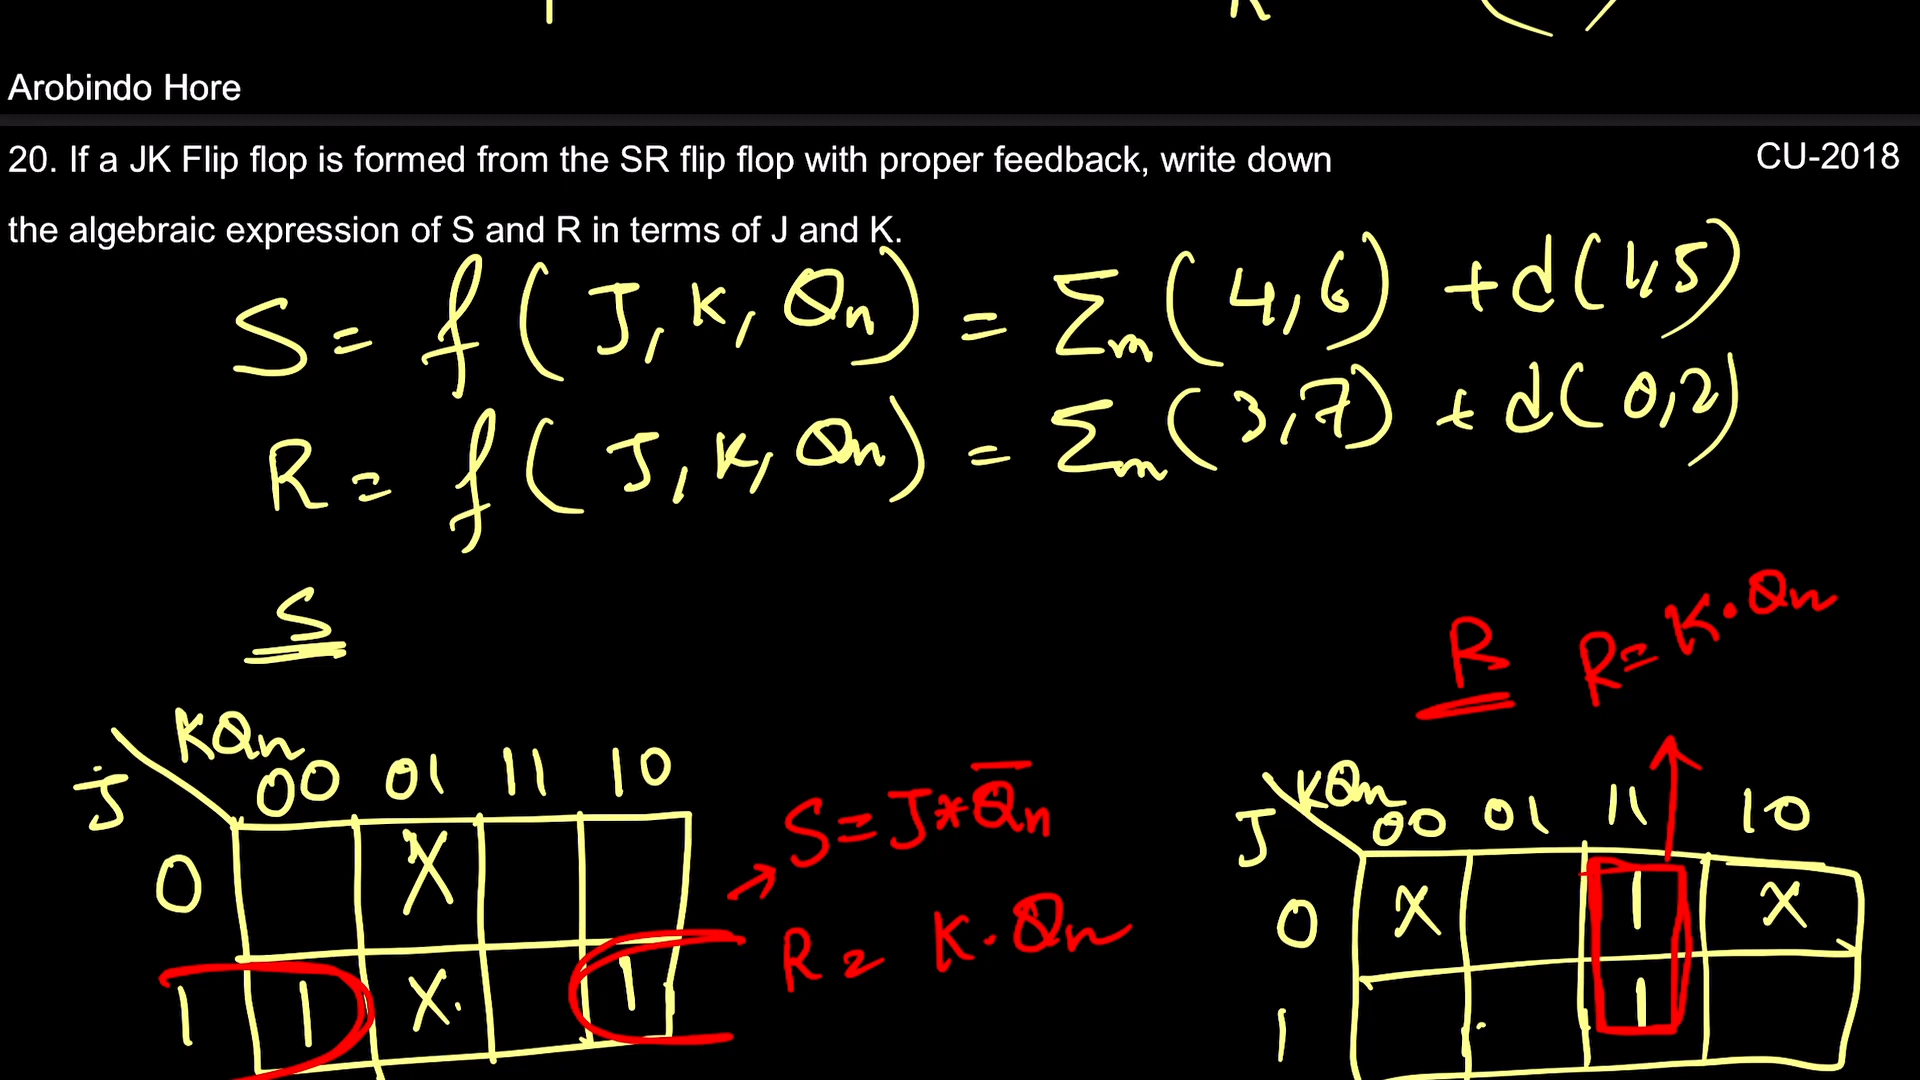 R
Arobindo Hore
20. If a JK Flip flop is formed from the SR flip flop with proper feedback, write down
CU-2018
the algebraic expression of S and R in terms of J and K.
S = f(J, K, Qn) = Σm(4,6) + d(1,5)
R = f(J, K, Qn) = Σm(3,7) + d(0,2)
S
R
R = K·Qn
KQn
J
00 01 11 10
0 X
1 1 X 1
S = J*Q̅n̅
R = K·Qn
KQn
J
00 01 11 10
0 X 1 X
1 1